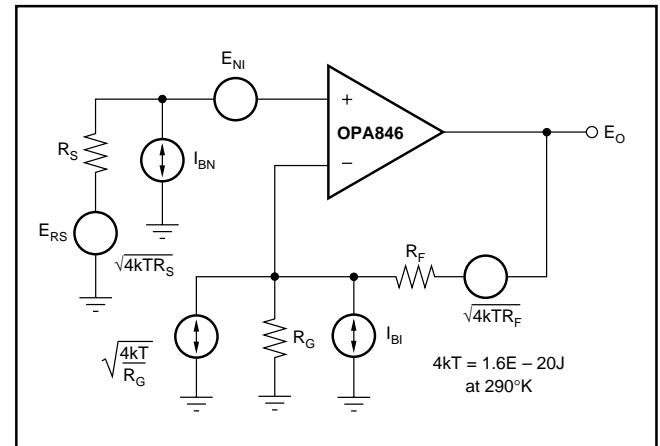 E_NI
+
OPA846
−
E_O
R_S
I_BN
E_RS
√4kTR_S
R_F
√4kTR_F
√4kT/R_G
R_G
I_BI
4kT = 1.6E – 20J
at 290°K